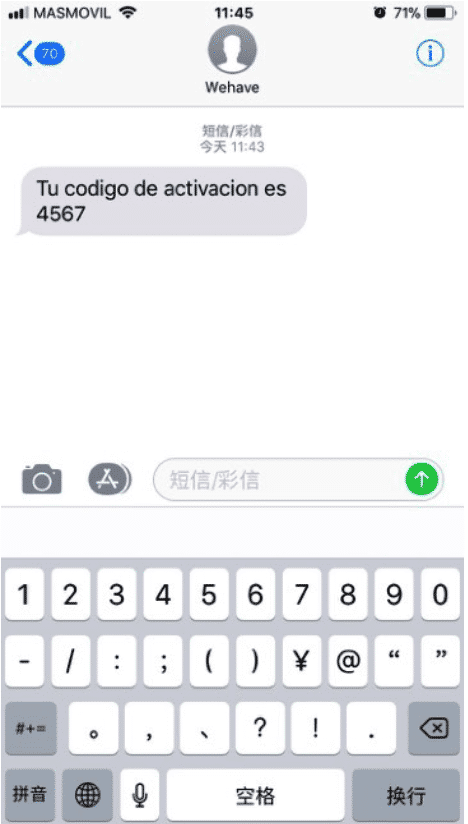 MASMOVIL 11:45 71%
70
Wehave
短信/彩信
今天 11:43
Tu codigo de activacion es
4567
短信/彩信
1 2 3 4 5 6 7 8 9 0
- / : ; ( ) ¥ @ “ ”
#+= 。 , 、 ? ! .
拼音 空格 换行